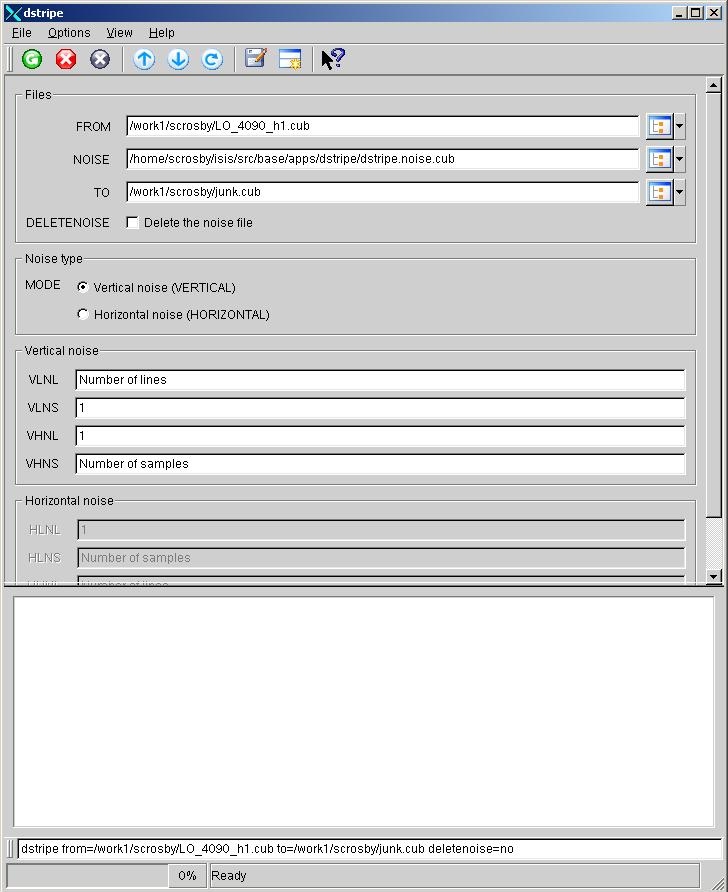 dstripe
File Options View Help
Files
FROM /work1/scrosby/LO_4090_h1.cub
NOISE /home/scrosby/isis/src/base/apps/dstripe/dstripe.noise.cub
TO /work1/scrosby/junk.cub
DELETENOISE Delete the noise file
Noise type
MODE Vertical noise (VERTICAL)
Horizontal noise (HORIZONTAL)
Vertical noise
VLNL Number of lines
VLNS 1
VHNL 1
VHNS Number of samples
Horizontal noise
HLNL 1
HLNS Number of samples
Number of lines
dstripe from=/work1/scrosby/LO_4090_h1.cub to=/work1/scrosby/junk.cub deletenoise=no
0% Ready